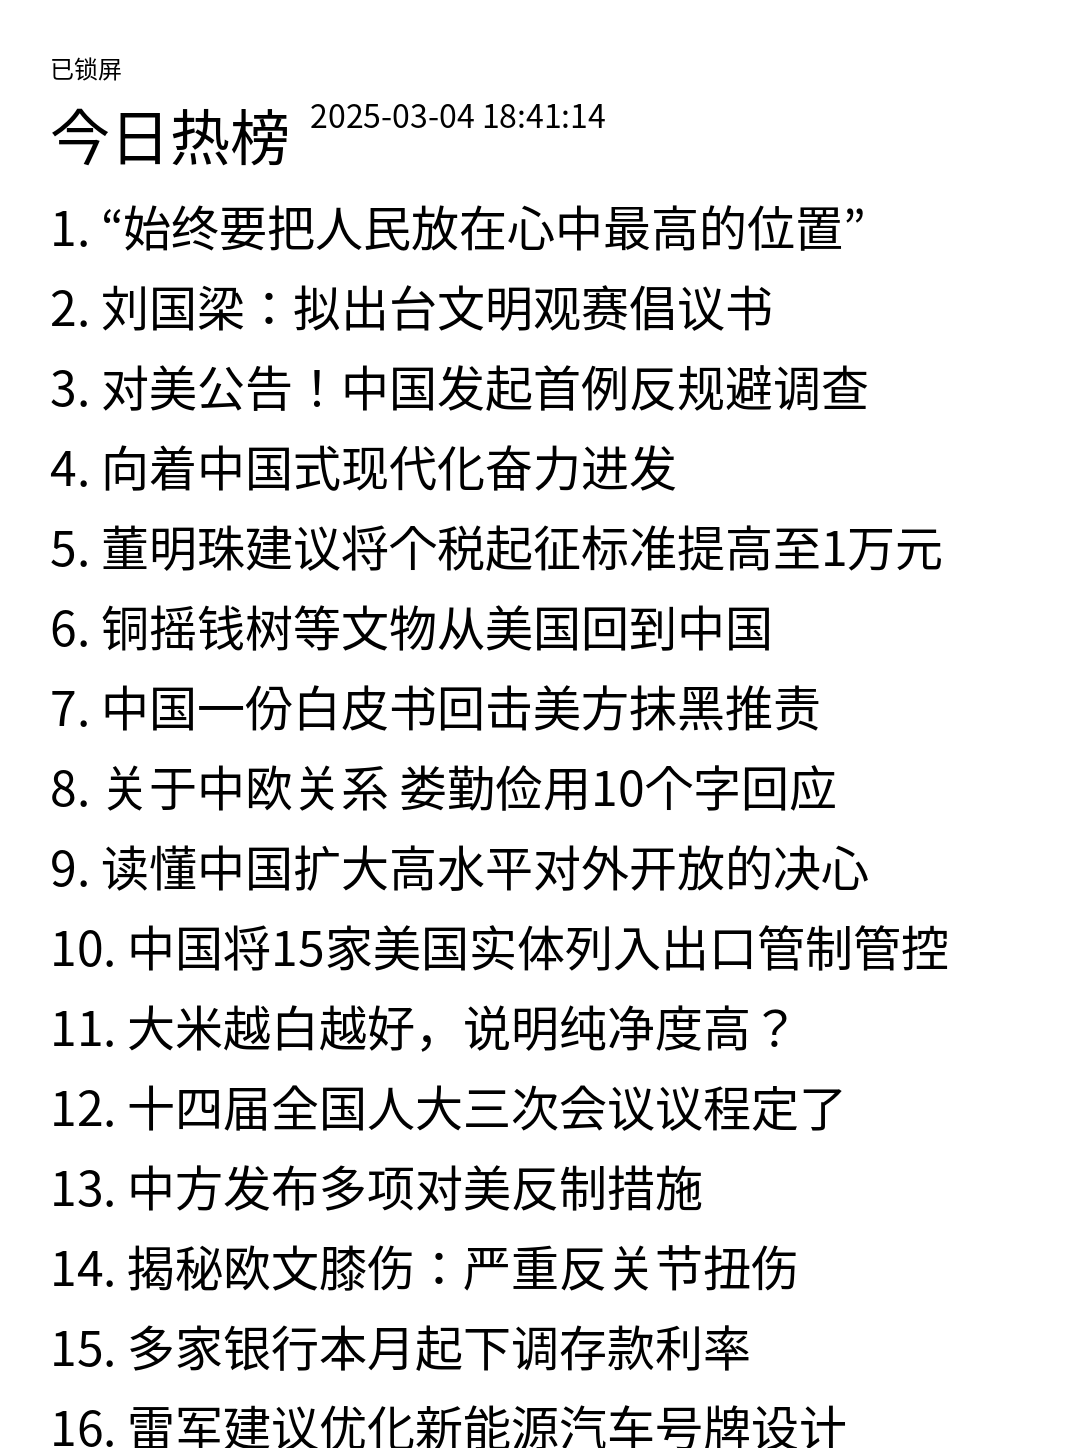 已锁屏
今日热榜 2025-03-04 18:41:14
1. “始终要把人民放在心中最高的位置”
2. 刘国梁：拟出台文明观赛倡议书
3. 对美公告！中国发起首例反规避调查
4. 向着中国式现代化奋力进发
5. 董明珠建议将个税起征标准提高至1万元
6. 铜摇钱树等文物从美国回到中国
7. 中国一份白皮书回击美方抹黑推责
8. 关于中欧关系 娄勤俭用10个字回应
9. 读懂中国扩大高水平对外开放的决心
10. 中国将15家美国实体列入出口管制管控
11. 大米越白越好，说明纯净度高？
12. 十四届全国人大三次会议议程定了
13. 中方发布多项对美反制措施
14. 揭秘欧文膝伤：严重反关节扭伤
15. 多家银行本月起下调存款利率
16. 雷军建议优化新能源汽车号牌设计